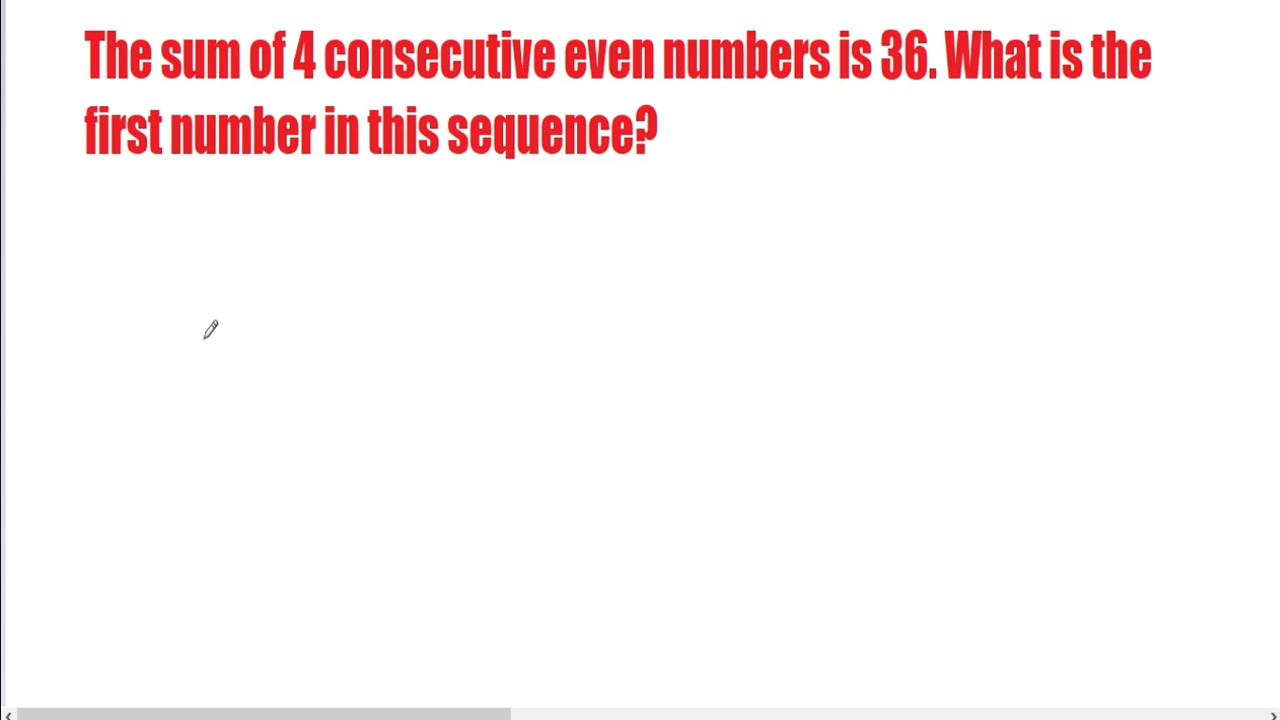 The sum of 4 consecutive even numbers is 36. What is the
first number in this sequence?